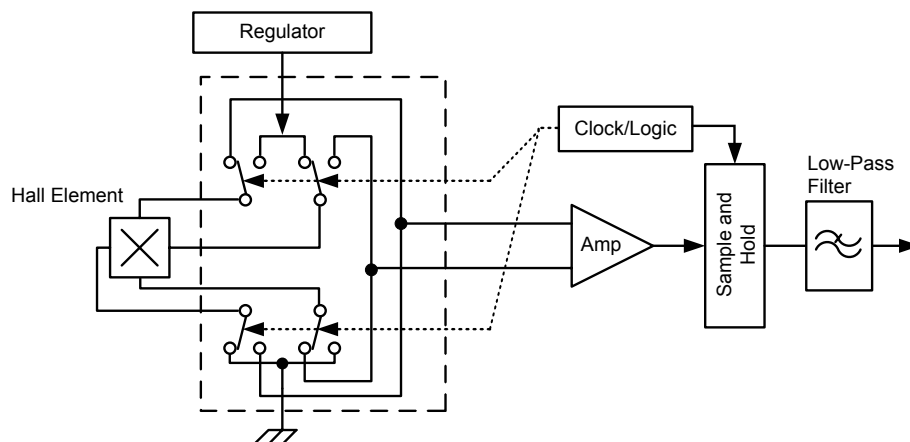 Regulator
Clock/Logic
Low-Pass
Filter
Hall Element
Amp
Sample and
Hold